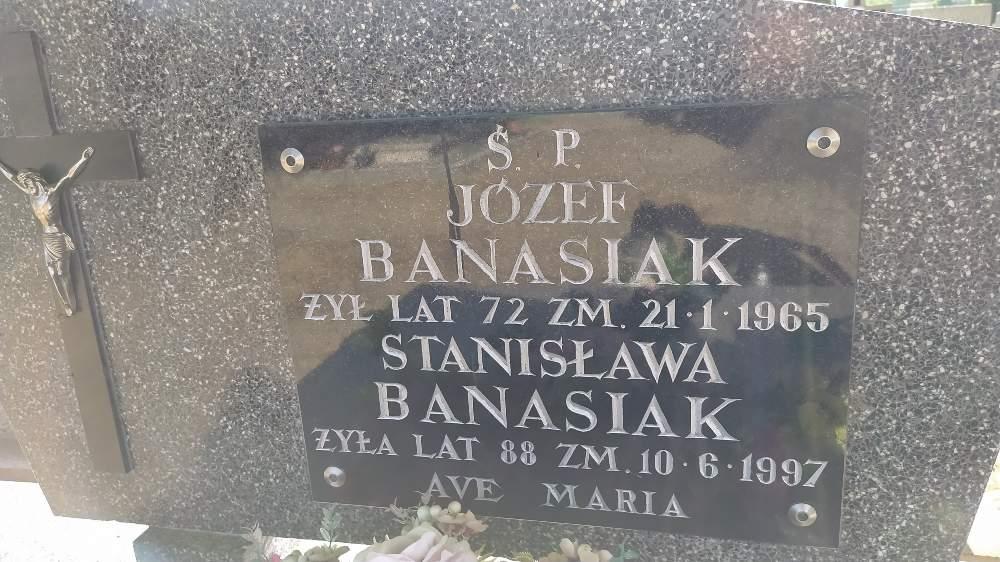 Ś. P.
JÓZEF
BANASIAK
ŻYŁ LAT 72 ZM. 21·1·1965
STANISŁAWA
BANASIAK
ŻYŁA LAT 88 ZM. 10·6·1997
AVE MARIA